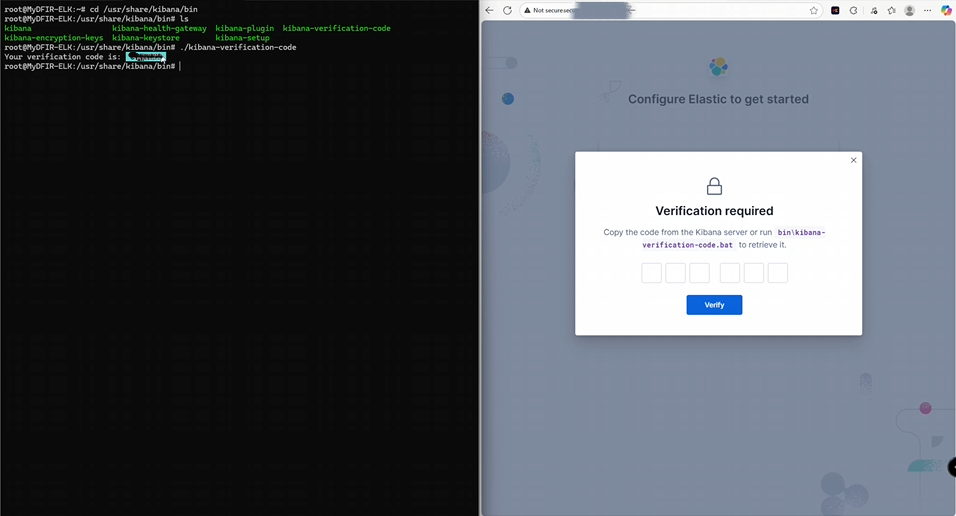 root@MyDFIR-ELK:~# cd /usr/share/kibana/bin
root@MyDFIR-ELK:/usr/share/kibana/bin# ls
kibana kibana-health-gateway kibana-plugin kibana-verification-code
kibana-encryption-keys kibana-keystore kibana-setup
root@MyDFIR-ELK:/usr/share/kibana/bin# ./kibana-verification-code
Your verification code is:
root@MyDFIR-ELK:/usr/share/kibana/bin#
Not secure
Configure Elastic to get started
Verification required
Copy the code from the Kibana server or run bin\kibana-
verification-code.bat to retrieve it.
Verify